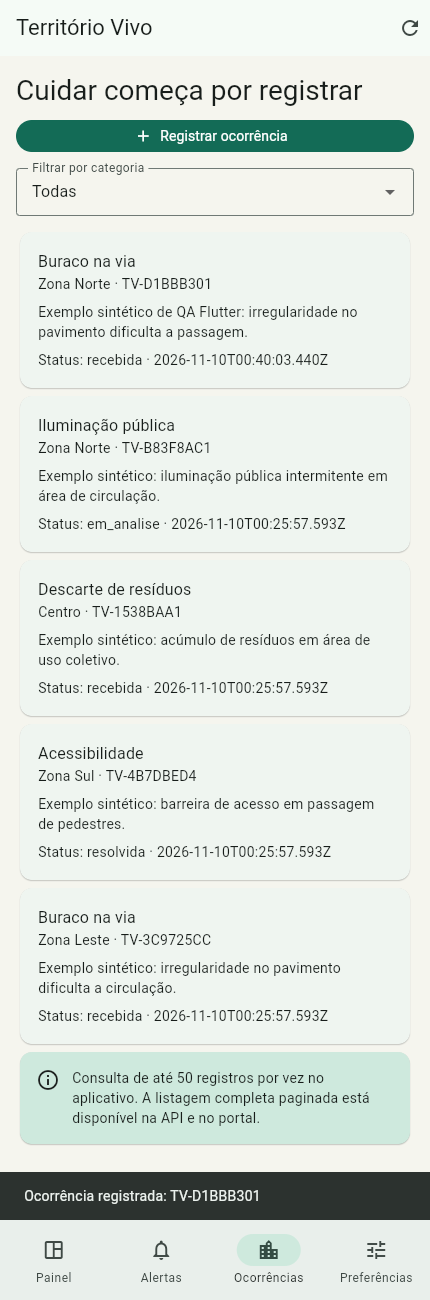 Território Vivo
Cuidar começa por registrar
+ Registrar ocorrência
Filtrar por categoria
Todas
Buraco na via
Zona Norte · TV-D1BBB301
Exemplo sintético de QA Flutter: irregularidade no
pavimento dificulta a passagem.
Status: recebida · 2026-11-10T00:40:03.440Z
Iluminação pública
Zona Norte · TV-B83F8AC1
Exemplo sintético: iluminação pública intermitente em
área de circulação.
Status: em_analise · 2026-11-10T00:25:57.593Z
Descarte de resíduos
Centro · TV-1538BAA1
Exemplo sintético: acúmulo de resíduos em área de
uso coletivo.
Status: recebida · 2026-11-10T00:25:57.593Z
Acessibilidade
Zona Sul · TV-4B7DBED4
Exemplo sintético: barreira de acesso em passagem
de pedestres.
Status: resolvida · 2026-11-10T00:25:57.593Z
Buraco na via
Zona Leste · TV-3C9725CC
Exemplo sintético: irregularidade no pavimento
dificulta a circulação.
Status: recebida · 2026-11-10T00:25:57.593Z
Consulta de até 50 registros por vez no
aplicativo. A listagem completa paginada está
disponível na API e no portal.
Ocorrência registrada: TV-D1BBB301
Painel
Alertas
Ocorrências
Preferências